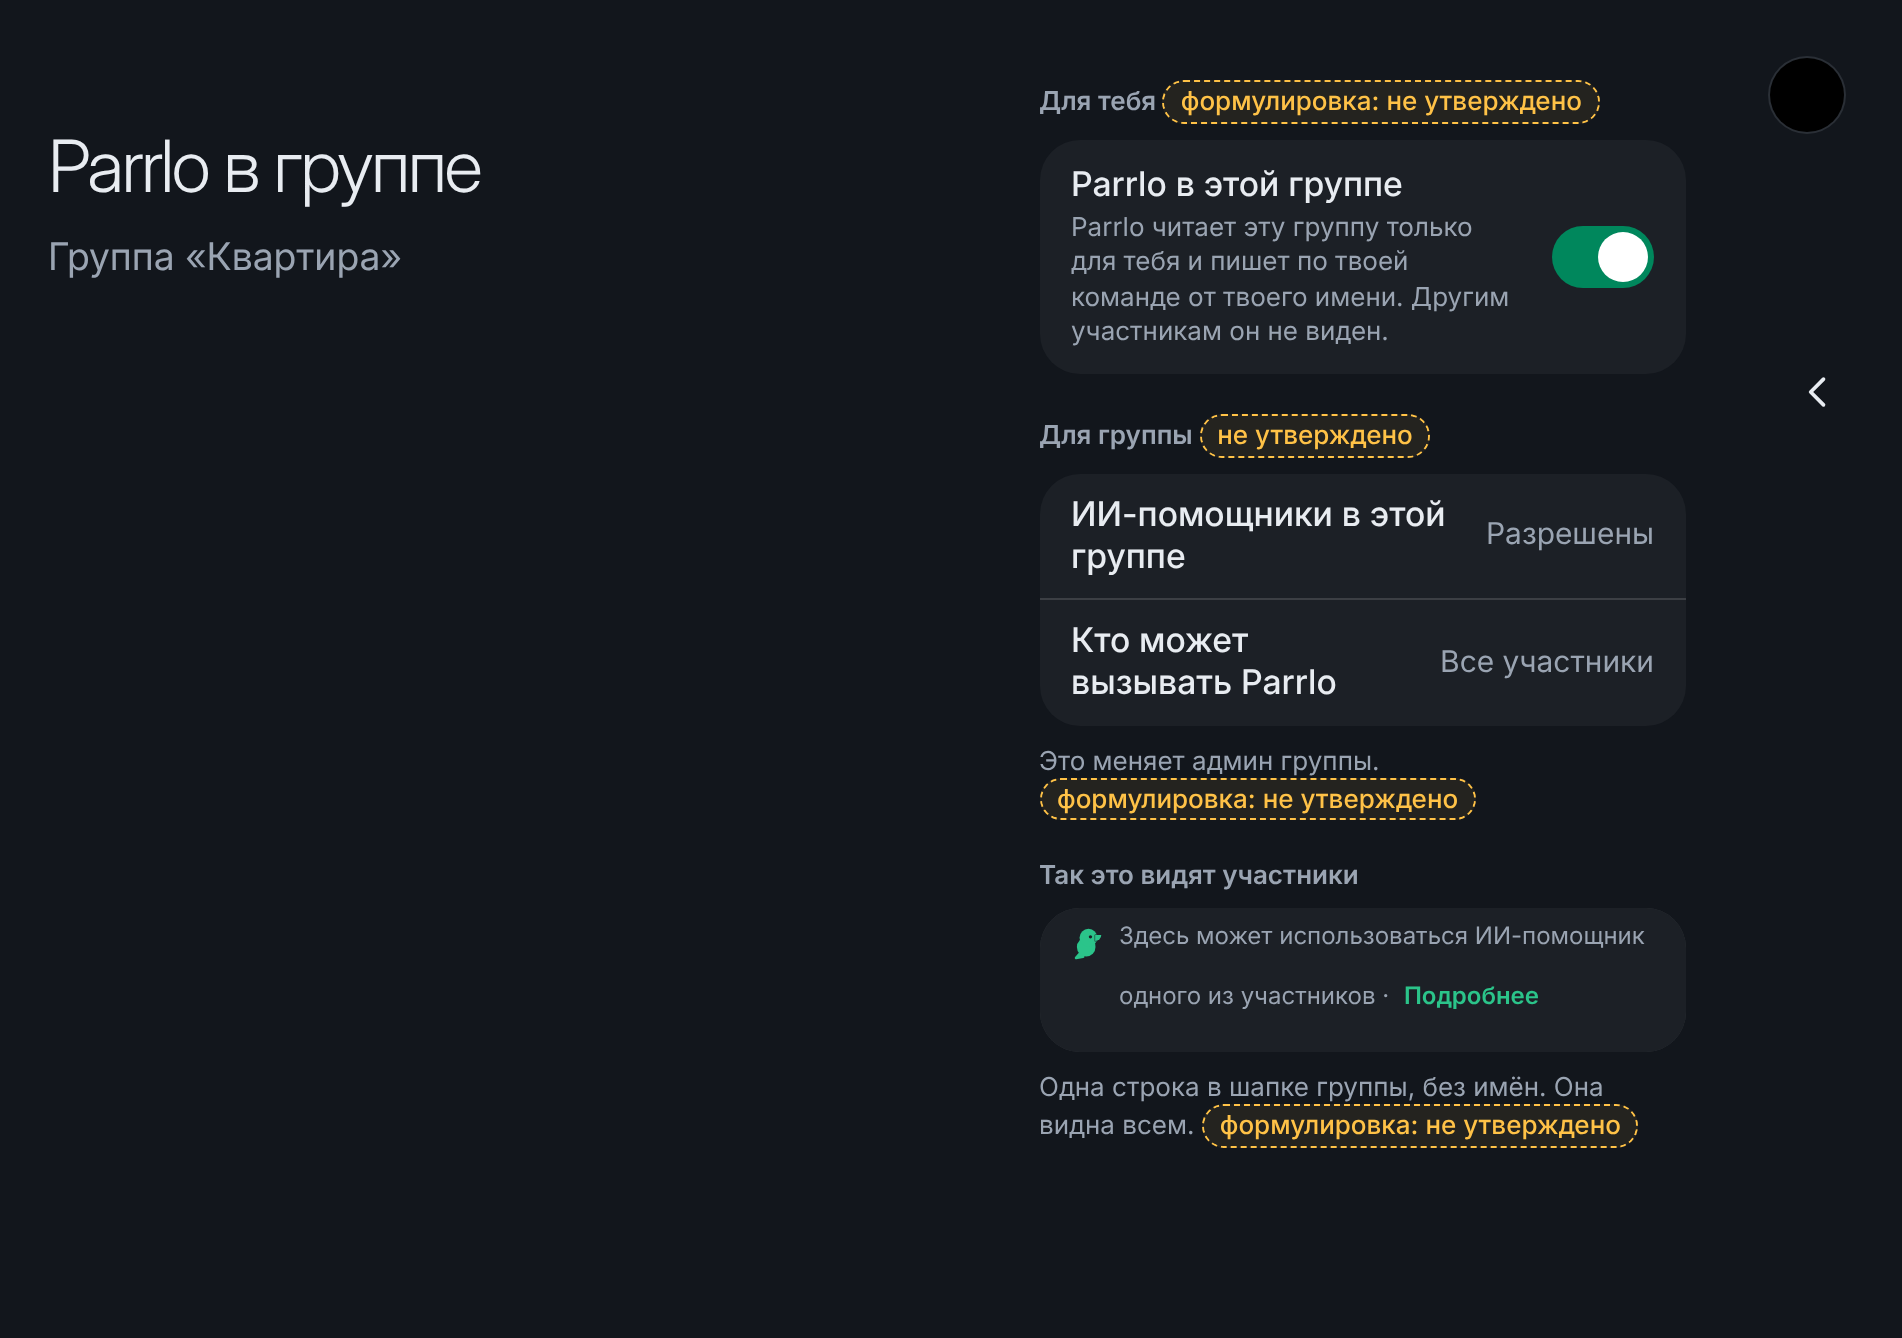 Parrlo в группе
Группа «Квартира»
Для тебя формулировка: не утверждено
Parrlo в этой группе
Parrlo читает эту группу только
для тебя и пишет по твоей
команде от твоего имени. Другим
участникам он не виден.
Для группы не утверждено
ИИ-помощники в этой
группе
Разрешены
Кто может
вызывать Parrlo
Все участники
Это меняет админ группы.
формулировка: не утверждено
Так это видят участники
Здесь может использоваться ИИ-помощник
одного из участников · Подробнее
Одна строка в шапке группы, без имён. Она
видна всем. формулировка: не утверждено